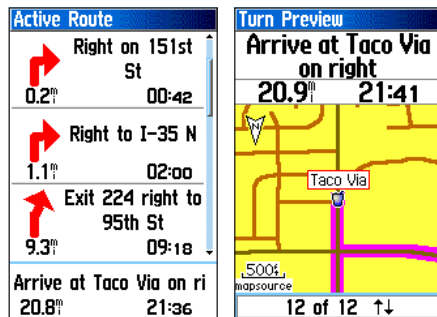 Active Route
Right on 151st
St
0.2mi 00:42
Right to I-35 N
1.1mi 02:00
Exit 224 right to
95th St
9.3mi 09:18
Arrive at Taco Via on ri
20.8mi 21:36
Turn Preview
Arrive at Taco Via
on right
20.9mi 21:41
N
Taco Via
500ft
mapsource
12 of 12 ↑↓